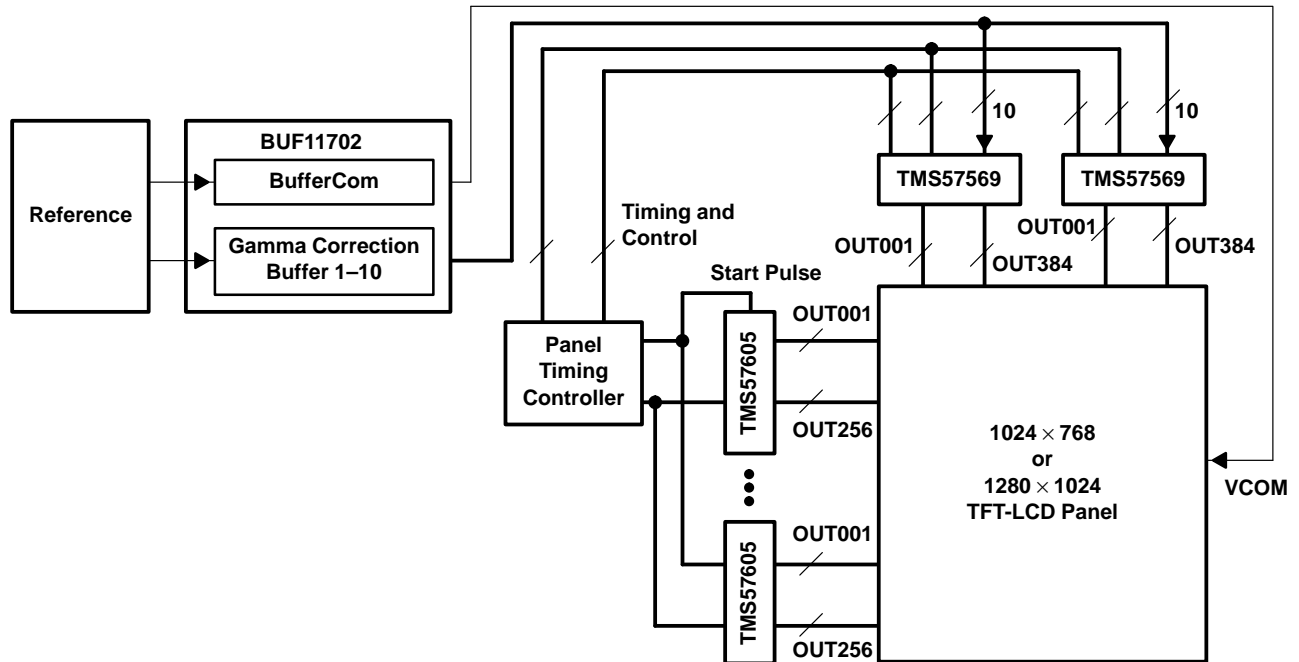 BUF11702
BufferCom
Reference
Gamma Correction
Buffer 1–10
Timing and
Control
10
10
TMS57569
TMS57569
OUT001
OUT384
OUT001
OUT384
Start Pulse
Panel
Timing
Controller
TMS57605
OUT001
OUT256
TMS57605
OUT001
OUT256
1024 × 768
or
1280 × 1024
TFT-LCD Panel
VCOM